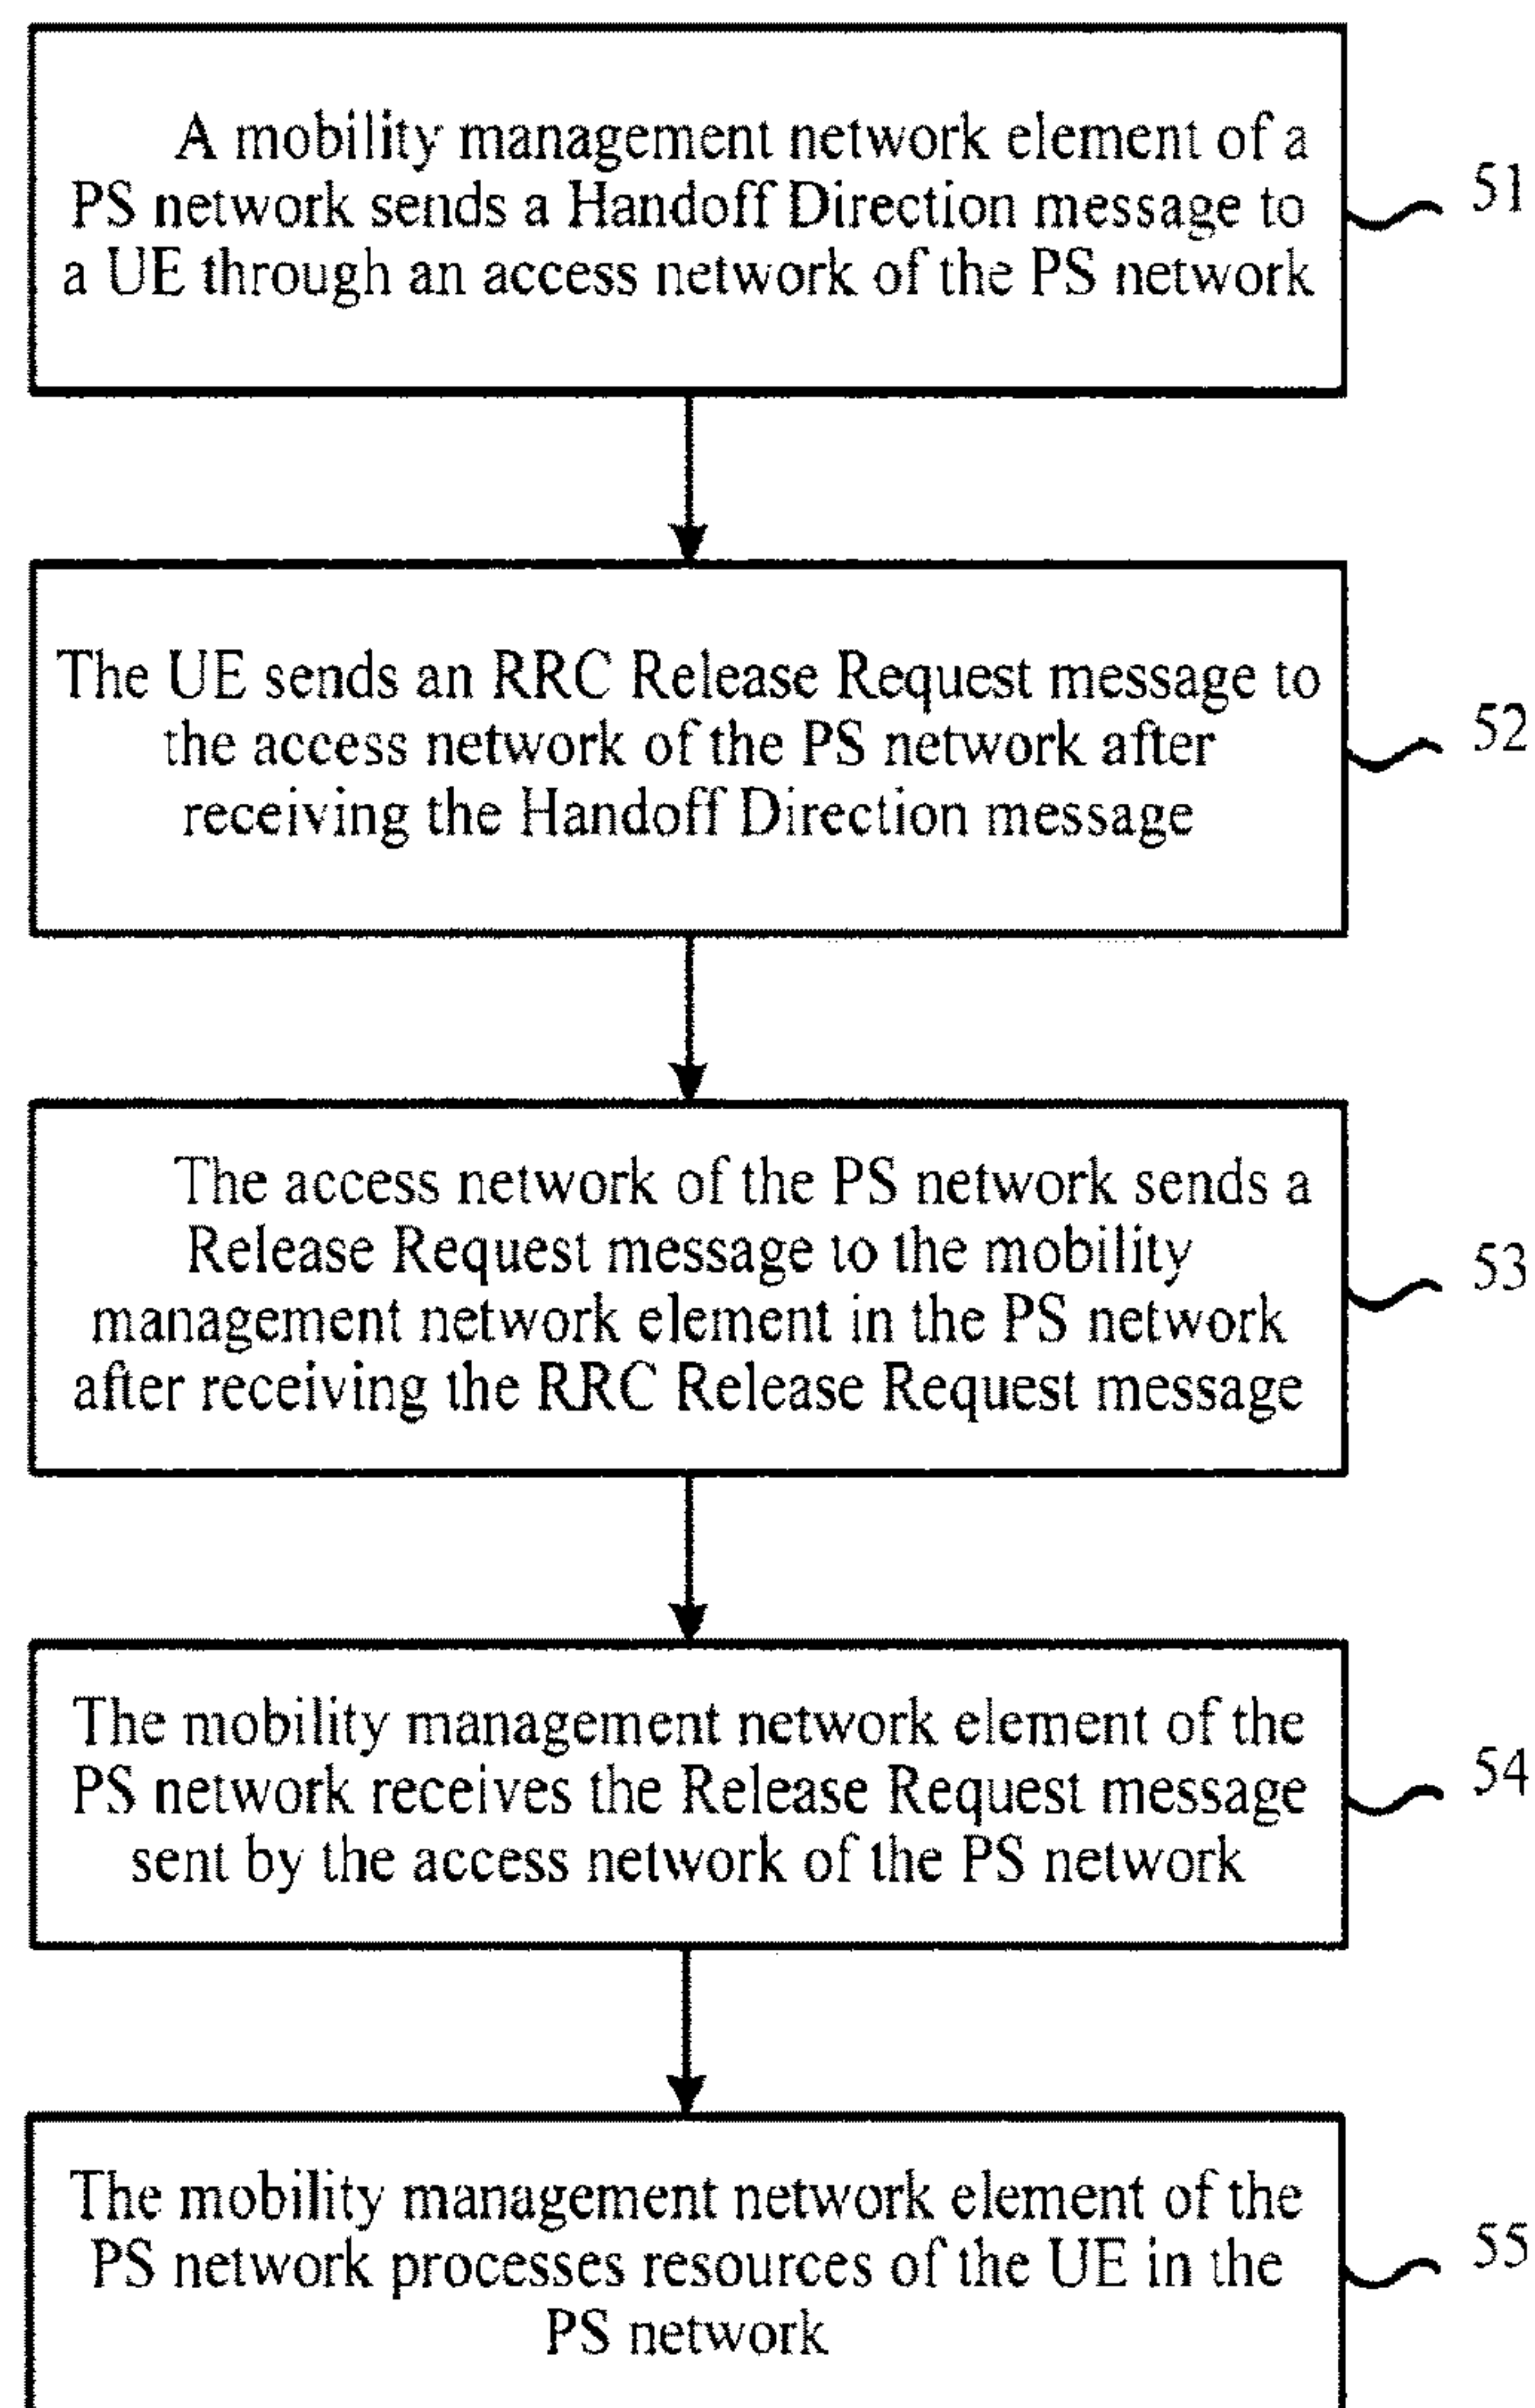 A mobility management network element of a
PS network sends a Handoff Direction message to
a UE through an access network of the PS network
51
The UE sends an RRC Release Request message to
the access network of the PS network after
receiving the Handoff Direction message
52
The access network of the PS network sends a
Release Request message to the mobility
management network element in the PS network
after receiving the RRC Release Request message
53
The mobility management network element of the
PS network receives the Release Request message
sent by the access network of the PS network
54
The mobility management network element of the
PS network processes resources of the UE in the
PS network
55